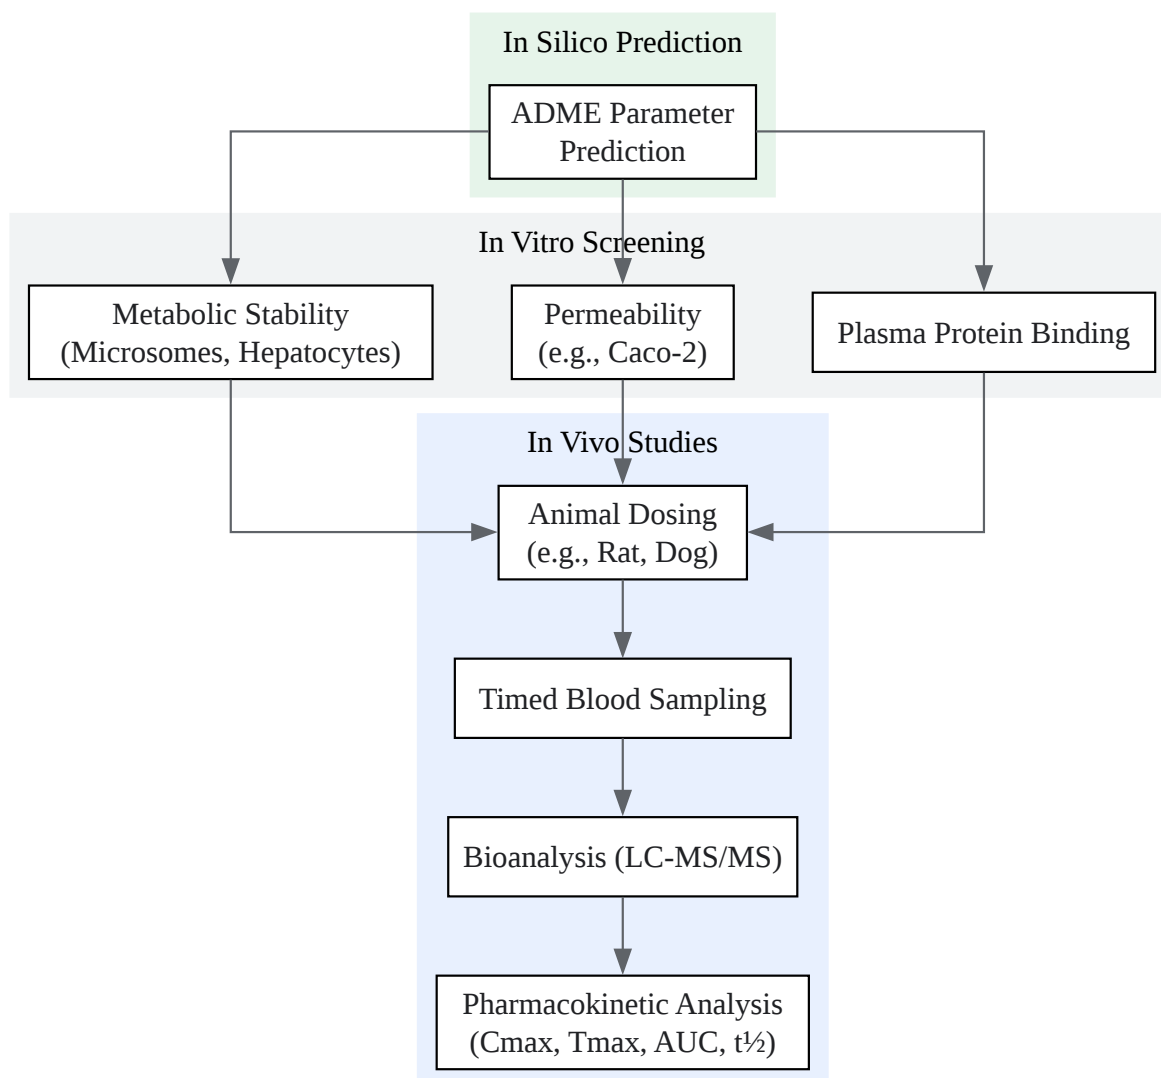 In Silico Prediction
ADME Parameter
Prediction
In Vitro Screening
Metabolic Stability
(Microsomes, Hepatocytes)
Permeability
(e.g., Caco-2)
Plasma Protein Binding
In Vivo Studies
Animal Dosing
(e.g., Rat, Dog)
Timed Blood Sampling
Bioanalysis (LC-MS/MS)
Pharmacokinetic Analysis
(Cmax, Tmax, AUC, t½)